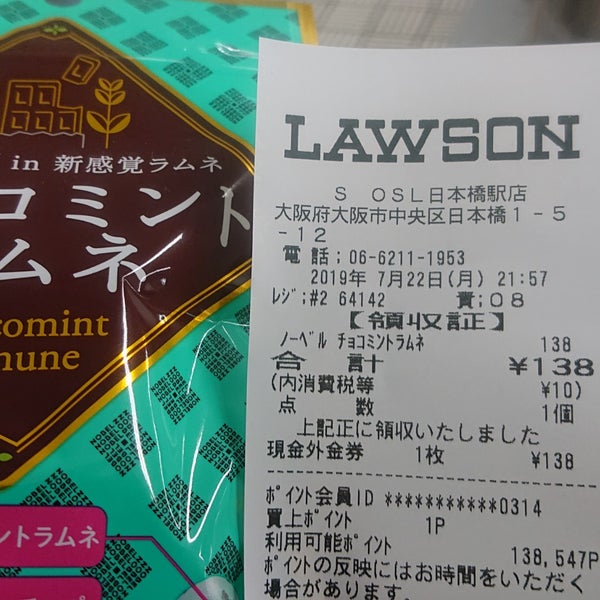 in 新感覚ラムネ
コミント
ムネ
comint
nune
ントラムネ
LAWSON
S OSL日本橋駅店
大阪府大阪市中央区日本橋1-5
-12
電話;06-6211-1953
2019年 7月22日(月) 21:57
レジ;#2 64142 責;08
【領収証】
ノーベル チョコミントラムネ 138
合計 ¥138
(内消費税等 ¥10)
点数 1個
上記正に領収いたしました
現金外金券 1枚 ¥138
ポイント会員ID ***********0314
買上ポイント 1P
利用可能ポイント 138,547P
ポイントの反映にはお時間をいただく
場合があります。